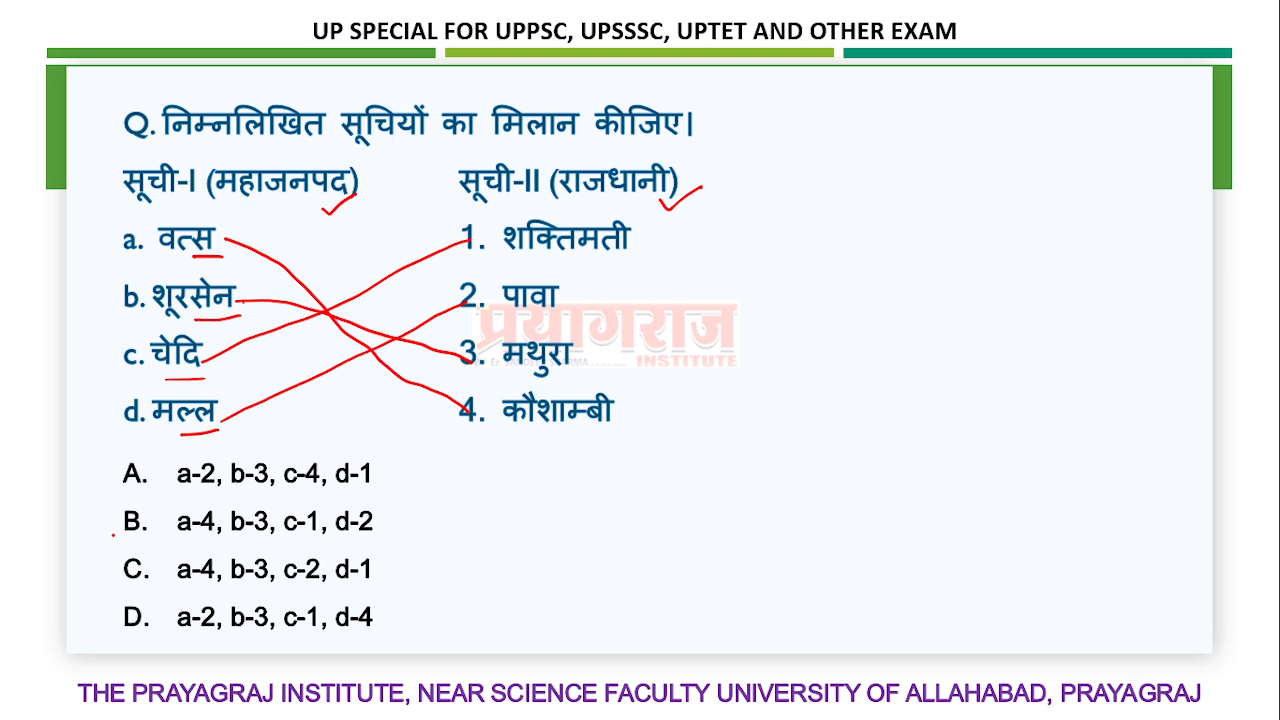 UP SPECIAL FOR UPPSC, UPSSSC, UPTET AND OTHER EXAM
Q. निम्नलिखित सूचियों का मिलान कीजिए।
सूची-I (महाजनपद) सूची-II (राजधानी)
a. वत्स 1. शक्तिमती
b. शूरसेन 2. पावा
प्रयागराज
c. चेदि 3. मथुरा
INSTITUTE
d. मल्ल 4. कौशाम्बी
A. a-2, b-3, c-4, d-1
B. a-4, b-3, c-1, d-2
C. a-4, b-3, c-2, d-1
D. a-2, b-3, c-1, d-4
THE PRAYAGRAJ INSTITUTE, NEAR SCIENCE FACULTY UNIVERSITY OF ALLAHABAD, PRAYAGRAJ